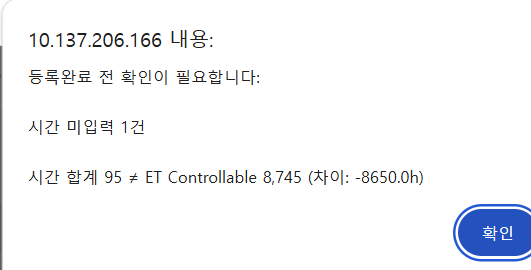 10.137.206.166 내용:
등록완료 전 확인이 필요합니다:
시간 미입력 1건
시간 합계 95 ≠ ET Controllable 8,745 (차이: -8650.0h)
확인